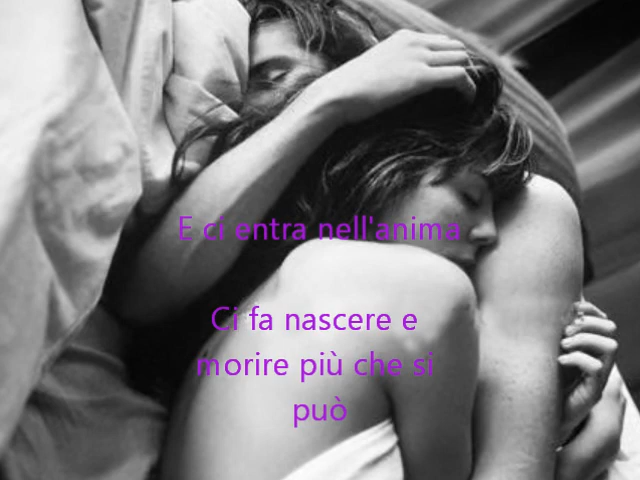 E ci entra nell'anima
Ci fa nascere e
morire più che si
può